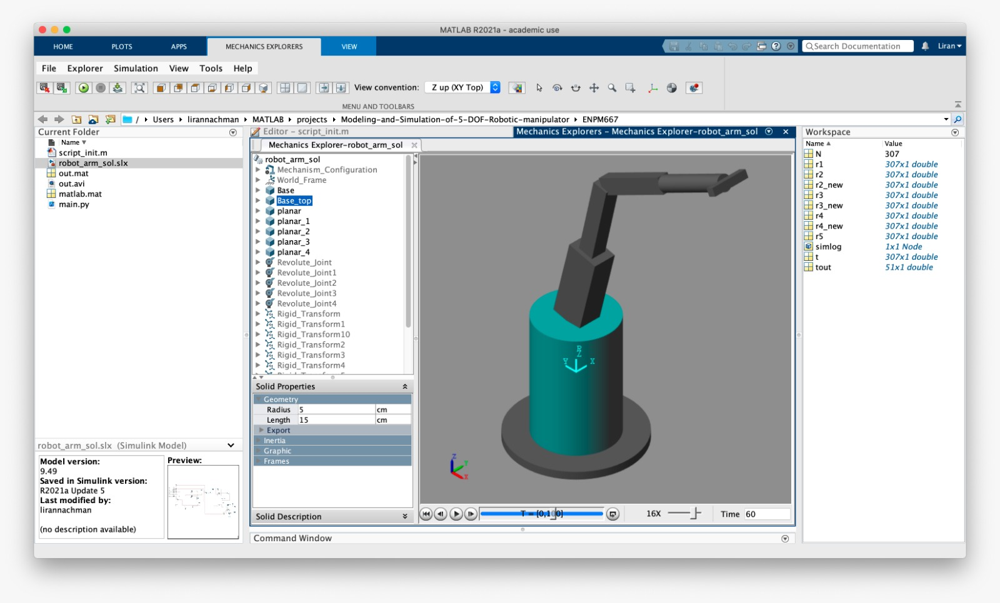 MATLAB R2021a - academic use
HOME PLOTS APPS MECHANICS EXPLORERS VIEW Search Documentation Liran
File Explorer Simulation View Tools Help
View convention: Z up (XY Top)
MENU AND TOOLBARS
/ Users lirannachman MATLAB projects Modeling-and-Simulation-of-5-DOF-Robotic-manipulator ENPM667
Current Folder
Name
script_init.m
robot_arm_sol.slx
out.mat
out.avi
matlab.mat
main.py
robot_arm_sol.slx (Simulink Model)
Model version:
9.49
Saved in Simulink version:
R2021a Update 5
Last modified by:
lirannachman
(no description available)
Preview:
Editor - script_init.m
Mechanics Explorers - Mechanics Explorer-robot_arm_sol
Mechanics Explorer-robot_arm_sol
robot_arm_sol
Mechanism_Configuration
World_Frame
Base
Base_top
planar
planar_1
planar_2
planar_3
planar_4
Revolute_Joint
Revolute_Joint1
Revolute_Joint2
Revolute_Joint3
Revolute_Joint4
Rigid_Transform
Rigid_Transform1
Rigid_Transform10
Rigid_Transform2
Rigid_Transform3
Rigid_Transform4
Solid Properties
Geometry
Radius 5 cm
Length 15 cm
Export
Inertia
Graphic
Frames
Solid Description
R
Z
Y X
Z
Y
X
T = [0,100]
16X
Time 60
Command Window
Workspace
Name Value
N 307
r1 307x1 double
r2 307x1 double
r2_new 307x1 double
r3 307x1 double
r3_new 307x1 double
r4 307x1 double
r4_new 307x1 double
r5 307x1 double
simlog 1x1 Node
t 307x1 double
tout 51x1 double